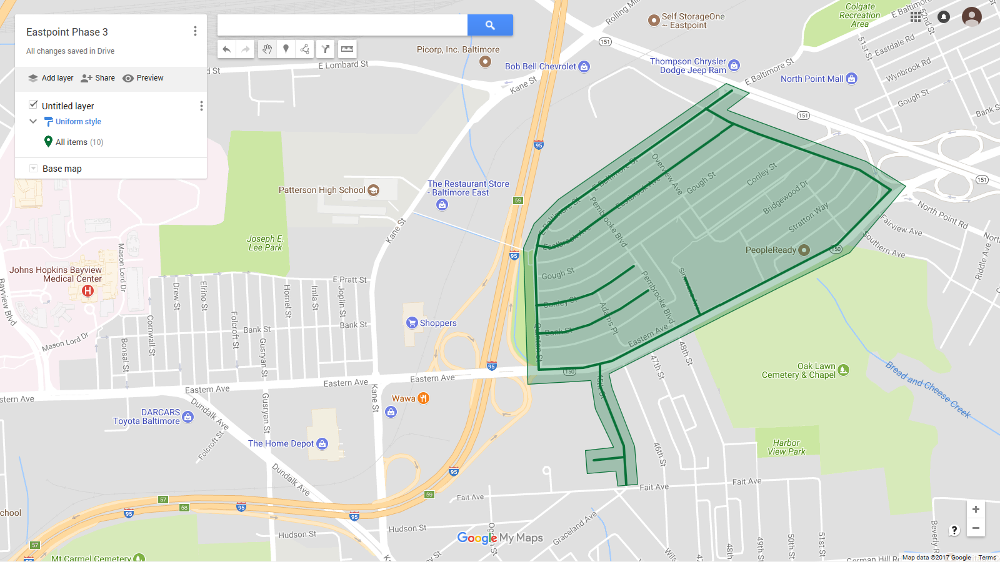 Eastpoint Phase 3
All changes saved in Drive
Add layer
Share
Preview
Untitled layer
Uniform style
All items (10)
Base map
Rolling Mill
Self StorageOne
~ Eastpoint
Colgate
Recreation
Area
E Baltimore
52nd St
51st St
Eastdale Rd
Wynbrook Rd
Gough St
Bank St
151
Picorp, Inc. Baltimore
d St
E Lombard St
Bob Bell Chevrolet
Kane St
Thompson Chrysler
Dodge Jeep Ram
E Baltimore St
North Point Mall
151
95
151
Patterson High School
The Restaurant Store
- Baltimore East
59
Kane St
E Baltimore St
Overview Ave
Gough St
Conley St
Bridgewood Dr
Stratton Way
E Baltimore St
Pembrooke Blvd
Eastbrook Ave
Eastbrook Ave
North Point Rd
Fairview Ave
Southern Ave
North
Riddle Ave
Joseph E.
Lee Park
95
PeopleReady
150
Mason Lord Dr
Johns Hopkins Bayview
Medical Center
H
Bayview Blvd
E Pratt St
Gough St
Pembrooke Blvd
Simmons Ave
Drew St
Elrino St
Hornel St
Imla St
Joplin St
Conley St
Adams Pl
Cornwall St
Folcroft St
Bank St
Bank St
Shoppers
Bank St
Quinton St
Eastern Ave
Mason Lord Dr
Bonsal St
Gusryan St
95
150
47th St
48th St
Oak Lawn
Cemetery & Chapel
Bread and Cheese Creek
stern Ave
Eastern Ave
Eastern Ave
Eastern Ave
Kane St
Wawa
45th St
Dundalk Ave
Gusryan St
DARCARS
Toyota Baltimore
Folcroft St
The Home Depot
46th St
Harbor
View Park
Dundalk Ave
95
Fait Ave
Fait Ave
Fait Ave
59
57
58
95
95
95
chool
Hudson St
Hudson St
Graceland Ave
57
Google My Maps
Mt Carmel Cemetery
95
48th
49th St
50th St
51st St
Beverly R
German Hill Rd
?
Map data ©2017 Google
Terms